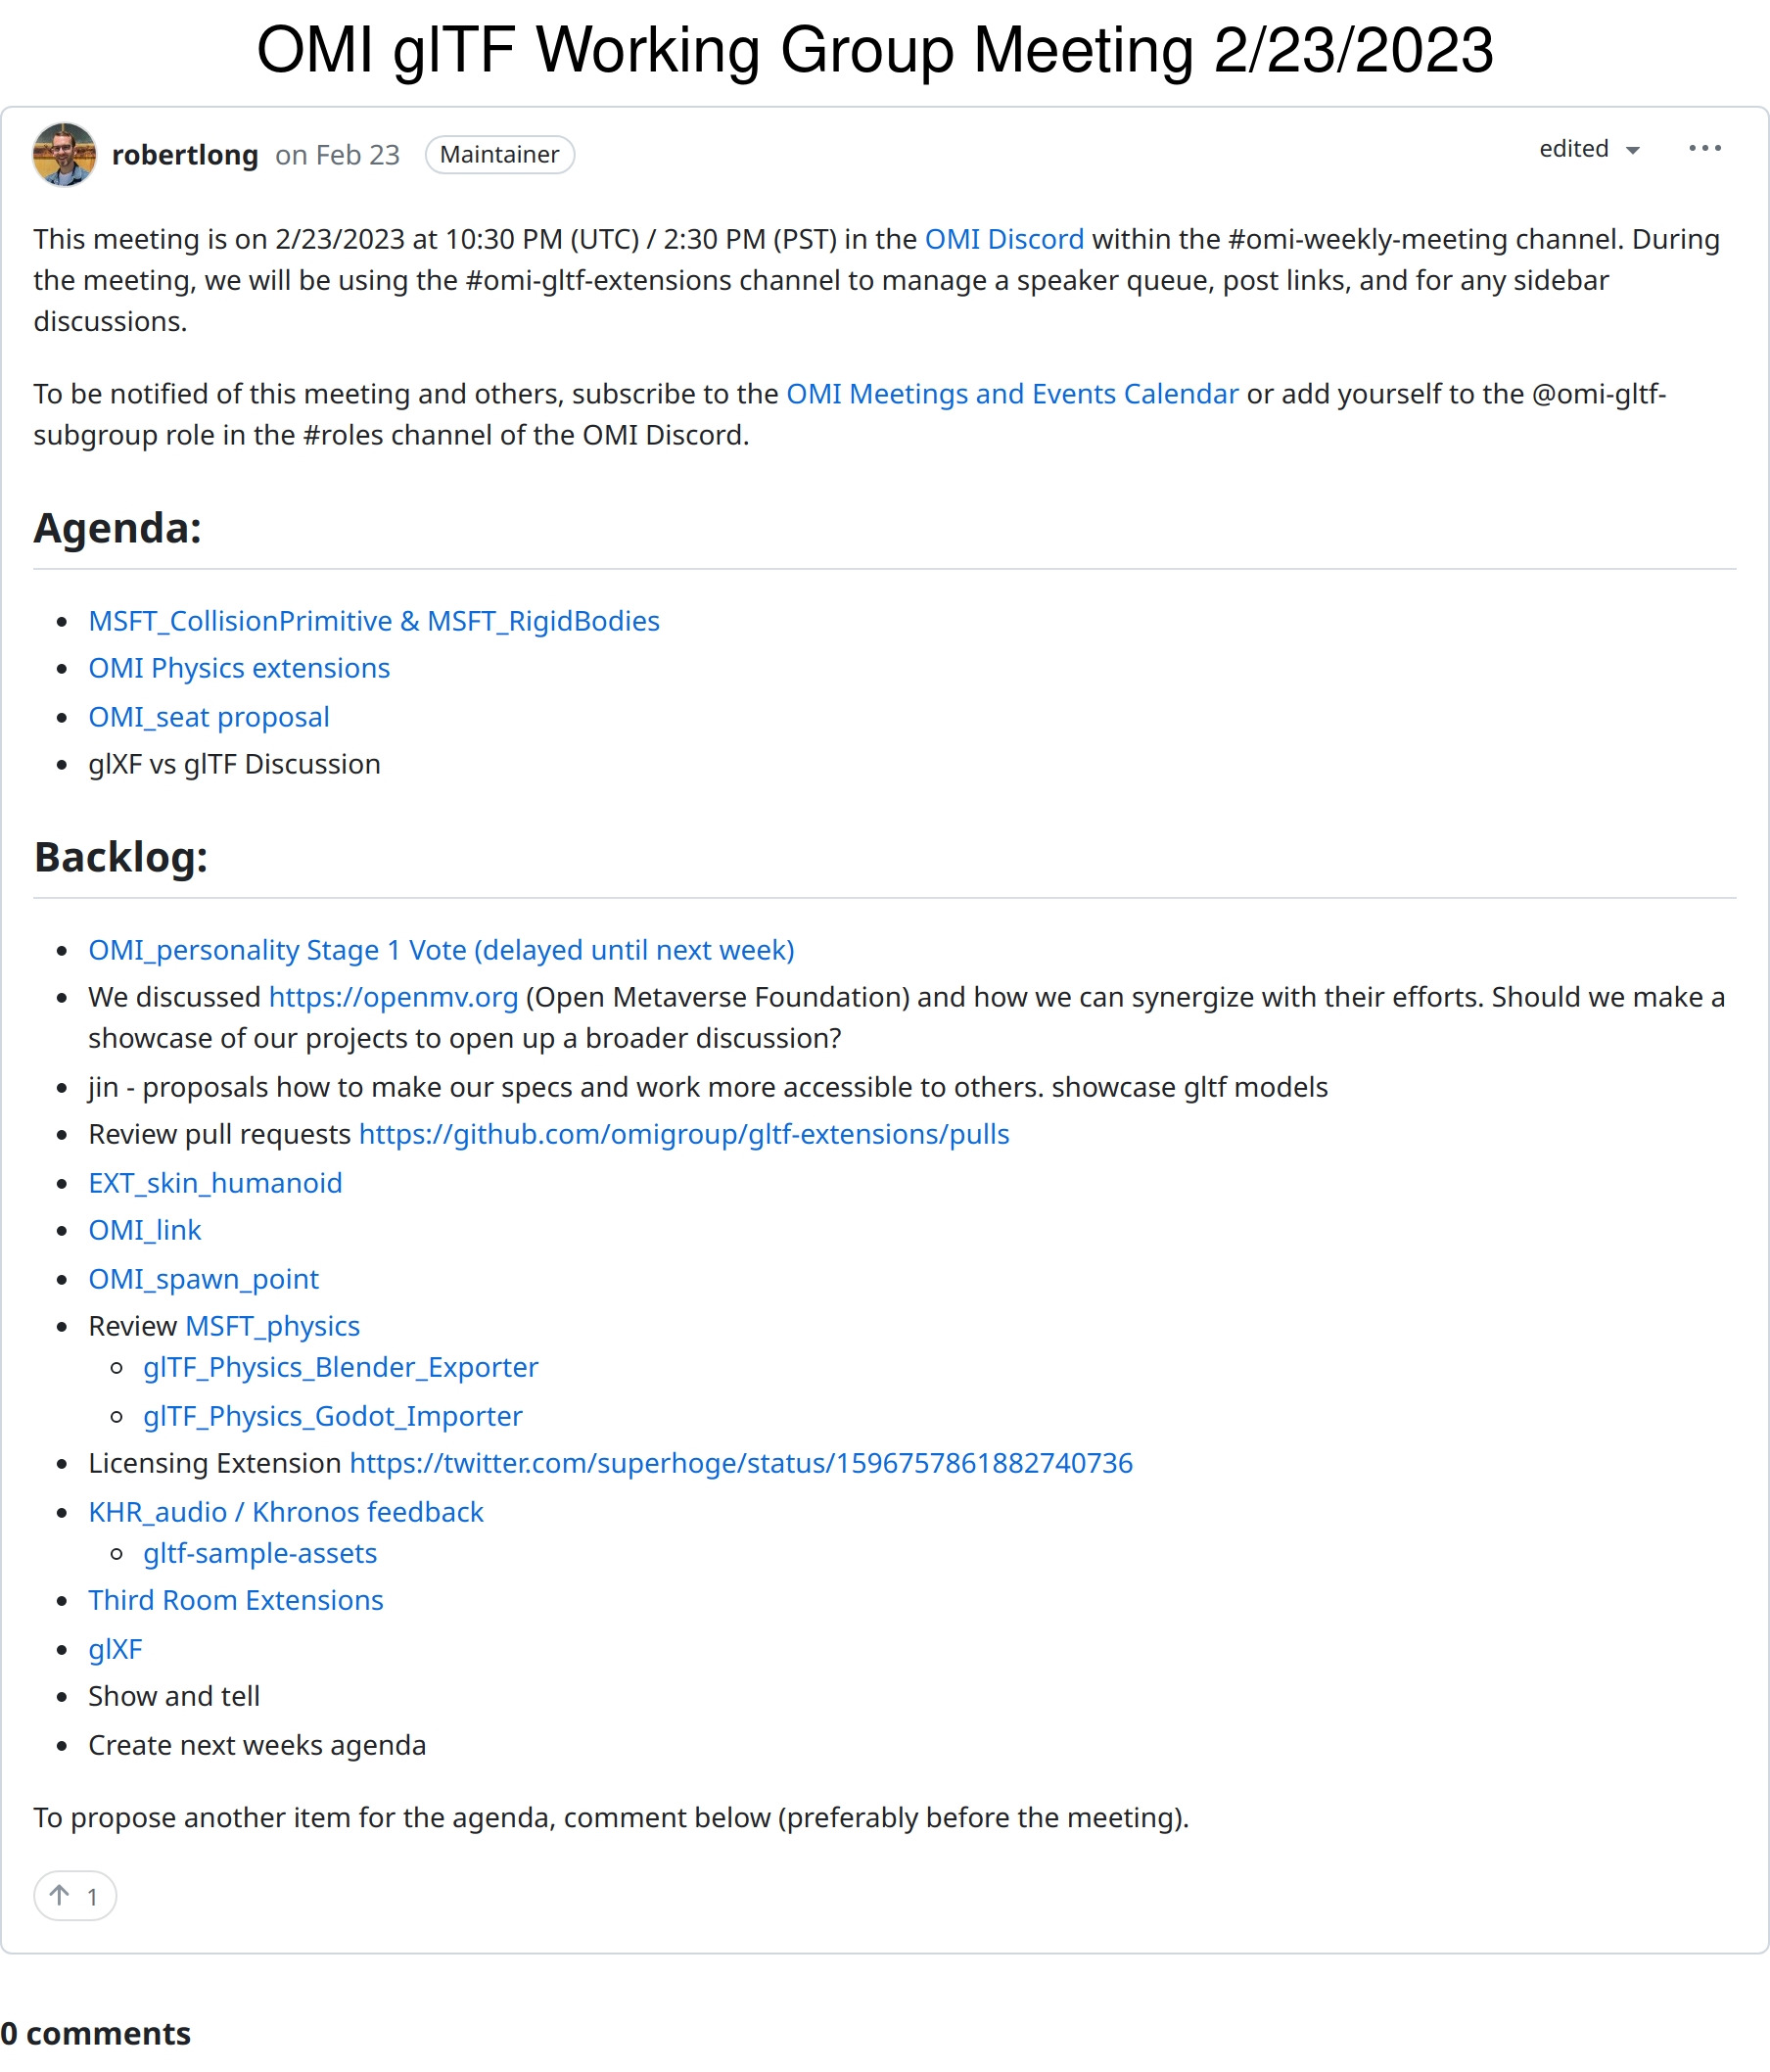 OMI glTF Working Group Meeting 2/23/2023
robertlong on Feb 23 Maintainer edited
This meeting is on 2/23/2023 at 10:30 PM (UTC) / 2:30 PM (PST) in the OMI Discord within the #omi-weekly-meeting channel. During
the meeting, we will be using the #omi-gltf-extensions channel to manage a speaker queue, post links, and for any sidebar
discussions.
To be notified of this meeting and others, subscribe to the OMI Meetings and Events Calendar or add yourself to the @omi-gltf-
subgroup role in the #roles channel of the OMI Discord.
Agenda:
MSFT_CollisionPrimitive & MSFT_RigidBodies
OMI Physics extensions
OMI_seat proposal
glXF vs glTF Discussion
Backlog:
OMI_personality Stage 1 Vote (delayed until next week)
We discussed https://openmv.org (Open Metaverse Foundation) and how we can synergize with their efforts. Should we make a
showcase of our projects to open up a broader discussion?
jin - proposals how to make our specs and work more accessible to others. showcase gltf models
Review pull requests https://github.com/omigroup/gltf-extensions/pulls
EXT_skin_humanoid
OMI_link
OMI_spawn_point
Review MSFT_physics
glTF_Physics_Blender_Exporter
glTF_Physics_Godot_Importer
Licensing Extension https://twitter.com/superhoge/status/1596757861882740736
KHR_audio / Khronos feedback
gltf-sample-assets
Third Room Extensions
glXF
Show and tell
Create next weeks agenda
To propose another item for the agenda, comment below (preferably before the meeting).
1
0 comments